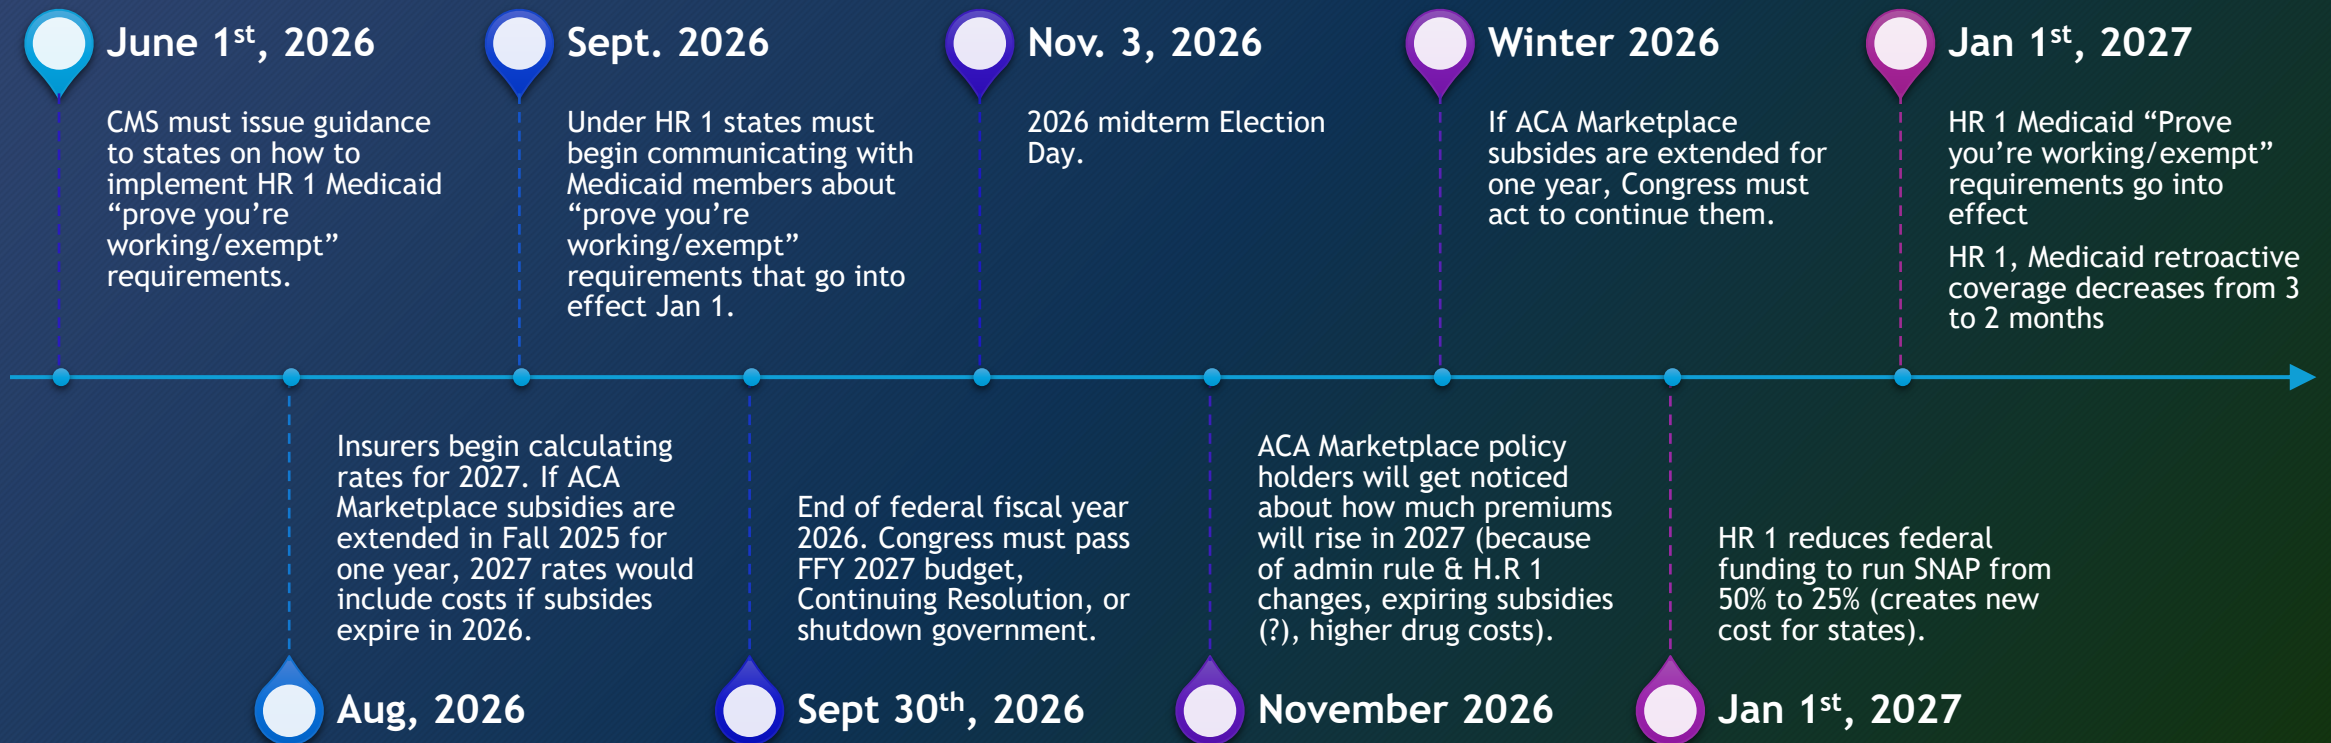 June 1st, 2026
CMS must issue guidance
to states on how to
implement HR 1 Medicaid
“prove you’re
working/exempt”
requirements.
Sept. 2026
Under HR 1 states must
begin communicating with
Medicaid members about
“prove you’re
working/exempt”
requirements that go into
effect Jan 1.
Nov. 3, 2026
2026 midterm Election
Day.
Winter 2026
If ACA Marketplace
subsides are extended for
one year, Congress must
act to continue them.
Jan 1st, 2027
HR 1 Medicaid “Prove
you’re working/exempt”
requirements go into
effect
HR 1, Medicaid retroactive
coverage decreases from 3
to 2 months
Insurers begin calculating
rates for 2027. If ACA
Marketplace subsidies are
extended in Fall 2025 for
one year, 2027 rates would
include costs if subsides
expire in 2026.
Aug, 2026
End of federal fiscal year
2026. Congress must pass
FFY 2027 budget,
Continuing Resolution, or
shutdown government.
Sept 30th, 2026
ACA Marketplace policy
holders will get noticed
about how much premiums
will rise in 2027 (because
of admin rule & H.R 1
changes, expiring subsidies
(?), higher drug costs).
November 2026
HR 1 reduces federal
funding to run SNAP from
50% to 25% (creates new
cost for states).
Jan 1st, 2027